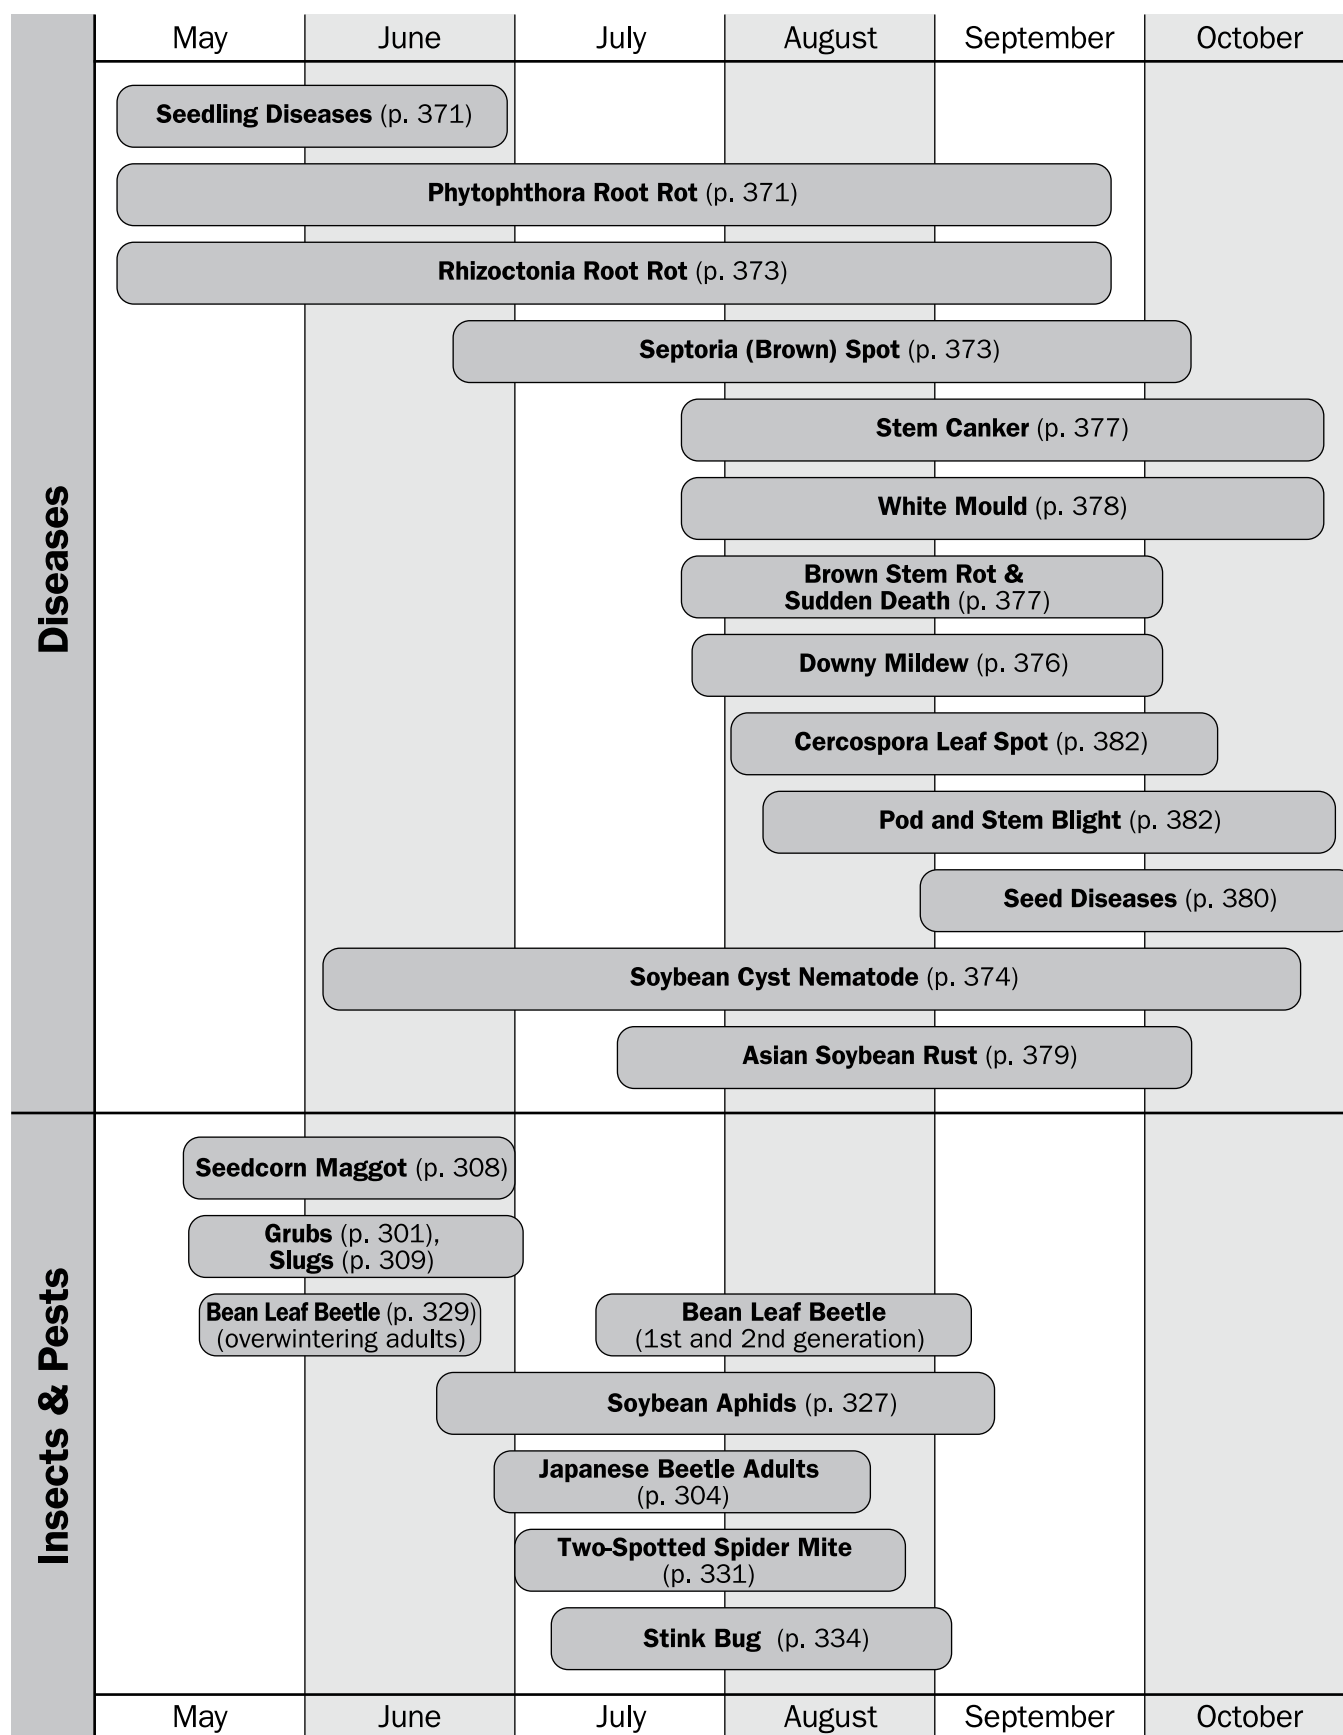 May June July August September October
Diseases
Seedling Diseases (p. 371)
Phytophthora Root Rot (p. 371)
Rhizoctonia Root Rot (p. 373)
Septoria (Brown) Spot (p. 373)
Stem Canker (p. 377)
White Mould (p. 378)
Brown Stem Rot &
Sudden Death (p. 377)
Downy Mildew (p. 376)
Cercospora Leaf Spot (p. 382)
Pod and Stem Blight (p. 382)
Seed Diseases (p. 380)
Soybean Cyst Nematode (p. 374)
Asian Soybean Rust (p. 379)
Insects & Pests
Seedcorn Maggot (p. 308)
Grubs (p. 301),
Slugs (p. 309)
Bean Leaf Beetle (p. 329)
(overwintering adults)
Bean Leaf Beetle
(1st and 2nd generation)
Soybean Aphids (p. 327)
Japanese Beetle Adults
(p. 304)
Two-Spotted Spider Mite
(p. 331)
Stink Bug (p. 334)
May June July August September October